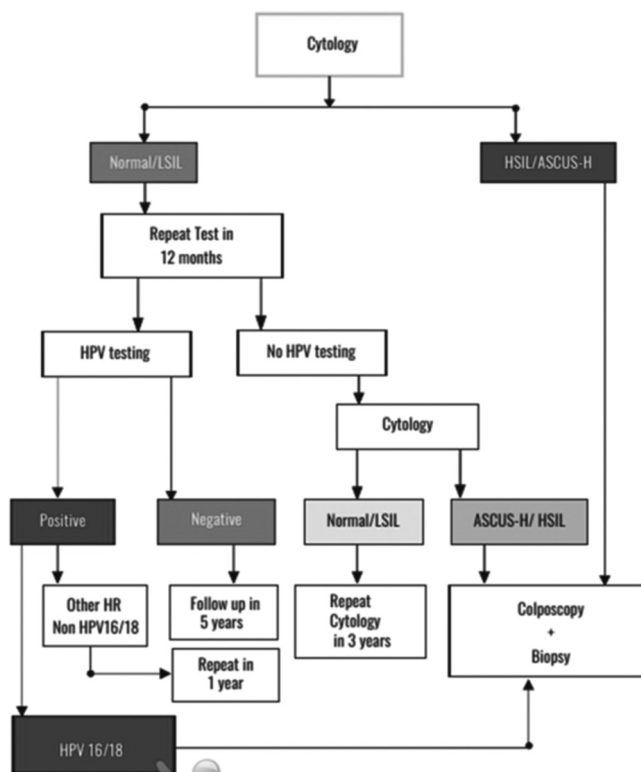 Cytology
Normal/LSIL
HSIL/ASCUS-H
Repeat Test in
12 months
HPV testing
No HPV testing
Cytology
Positive
Negative
Normal/LSIL
ASCUS-H/ HSIL
Other HR
Non HPV16/18
Follow up in
5 years
Repeat
Cytology
in 3 years
Colposcopy
+
Biopsy
Repeat in
1 year
HPV 16/18